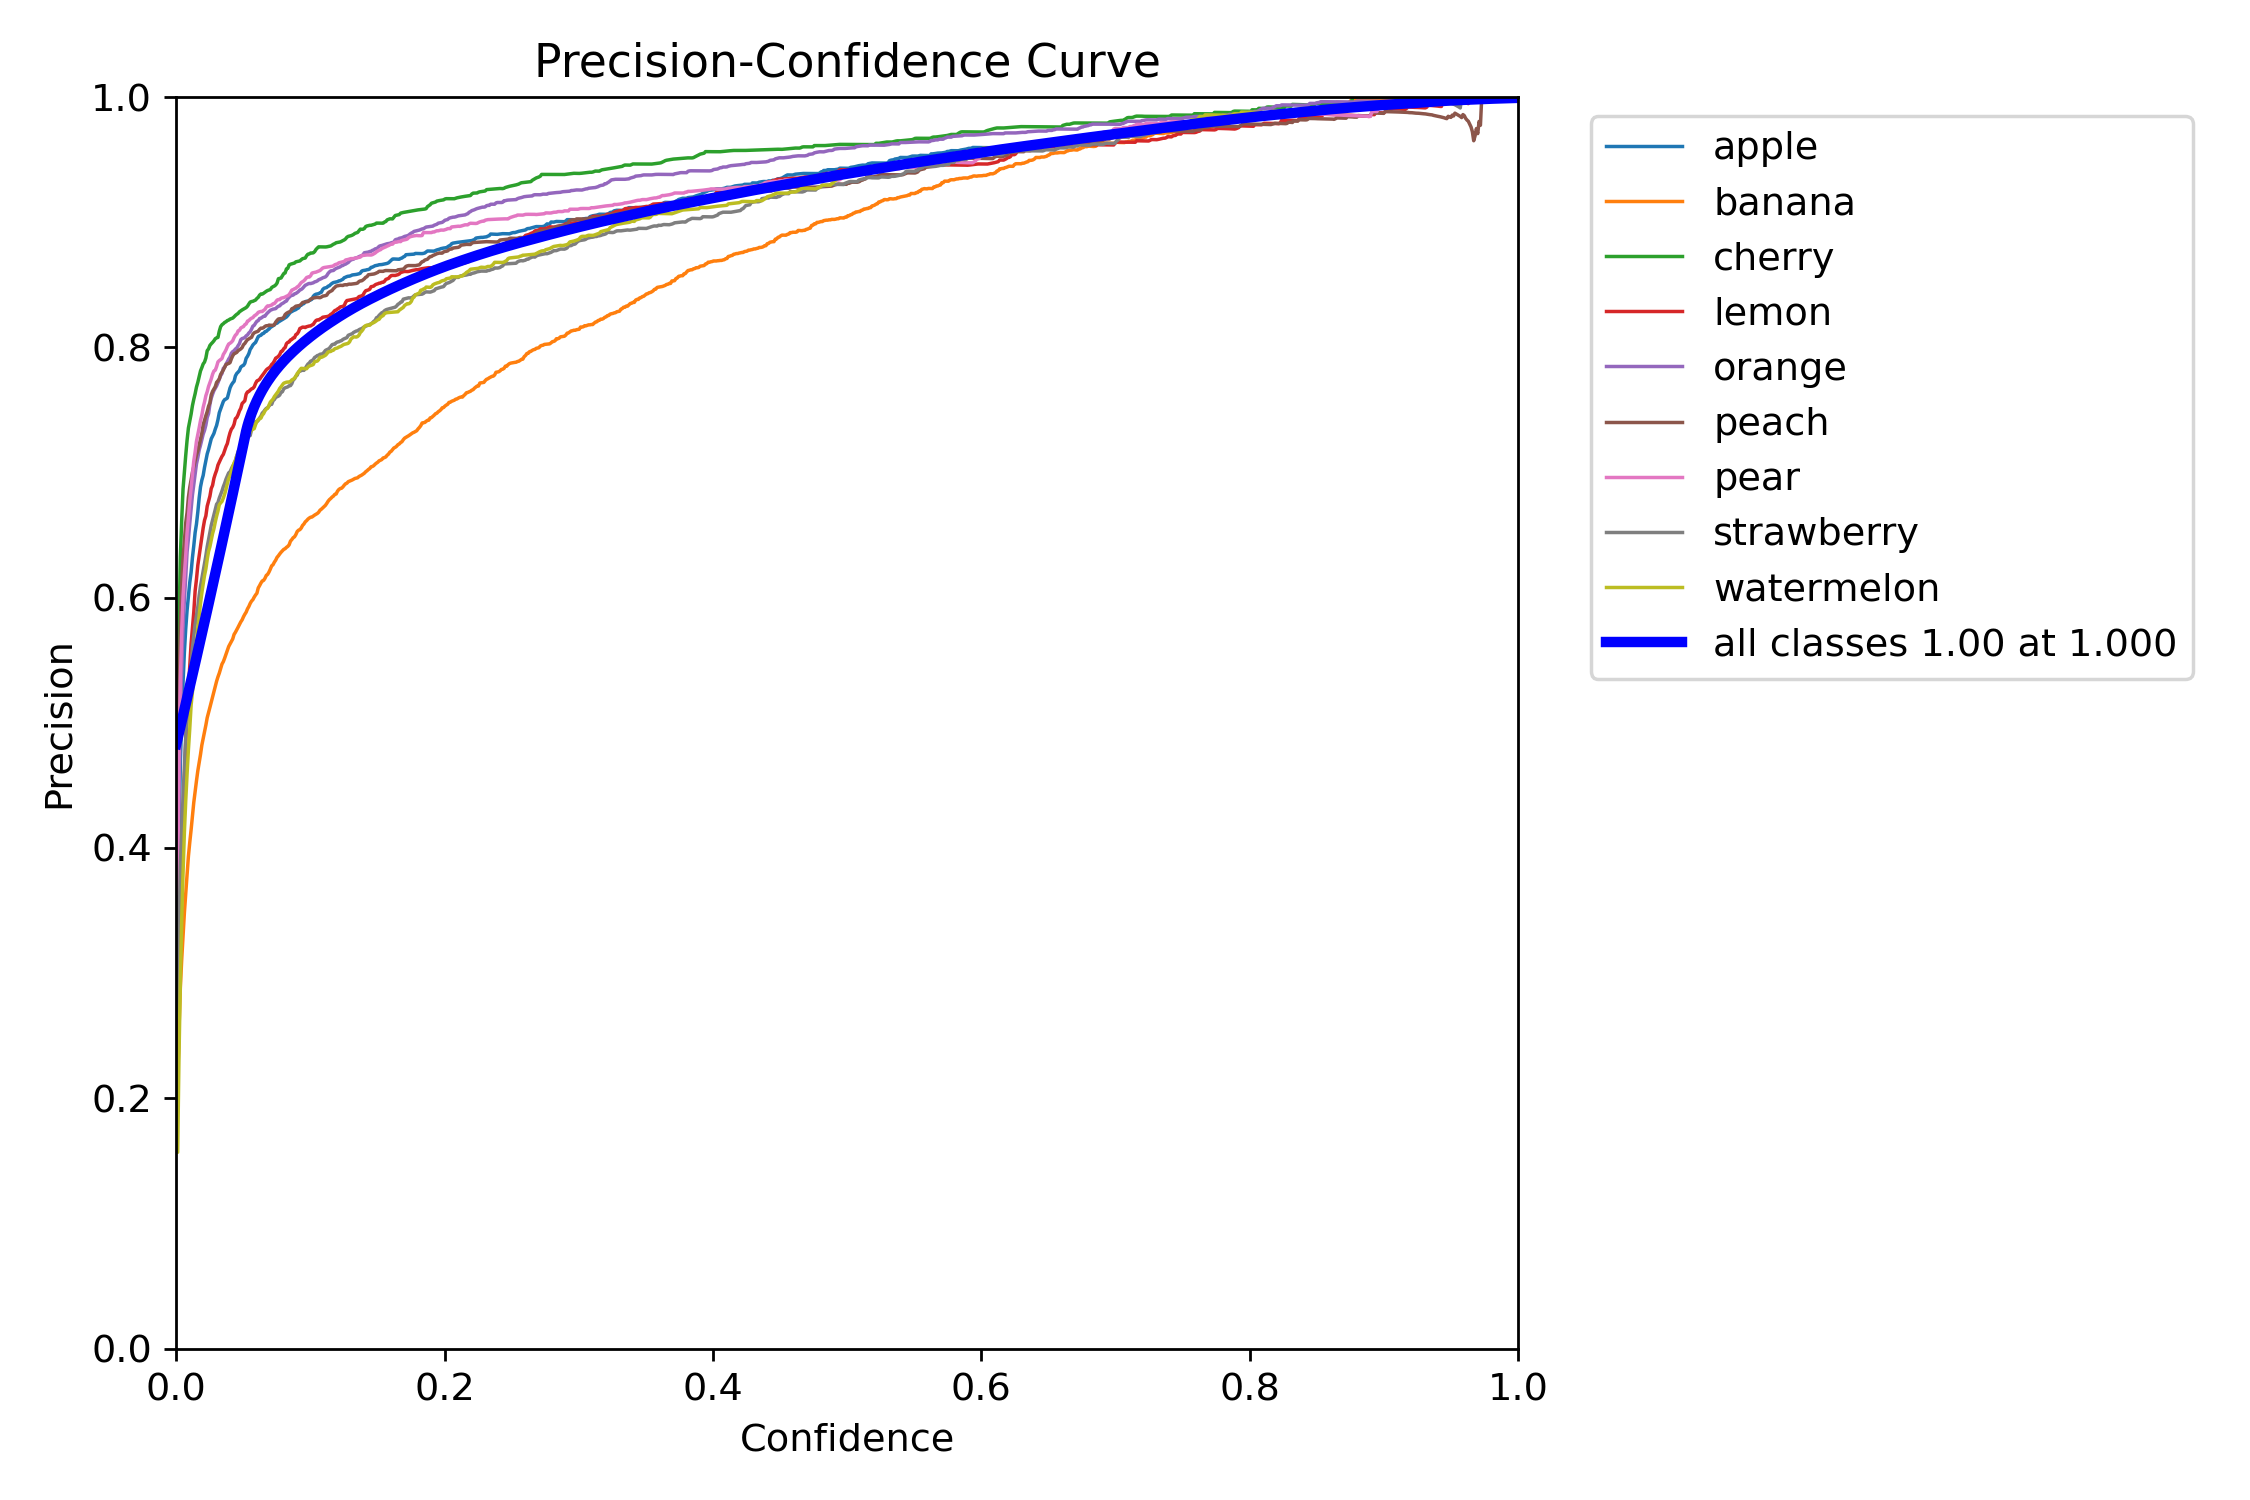 Precision-Confidence Curve
1.0
0.8
0.6
0.4
0.2
0.0
Precision
0.0 0.2 0.4 0.6 0.8 1.0
Confidence
apple
banana
cherry
lemon
orange
peach
pear
strawberry
watermelon
all classes 1.00 at 1.000